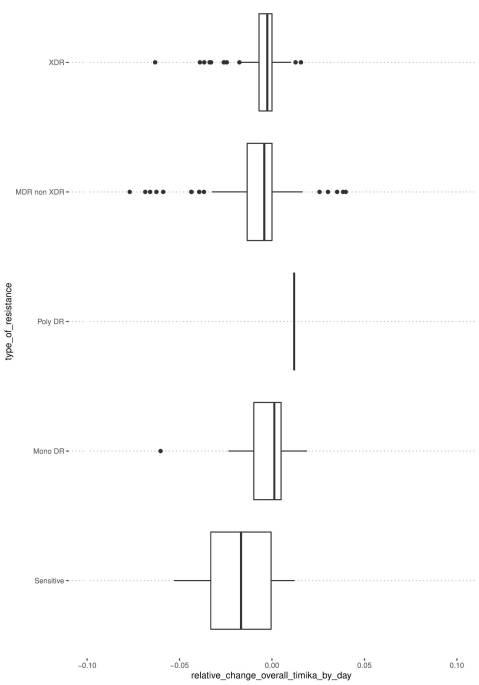 XDR
MDR non XDR
Poly DR
Mono DR
Sensitive
type_of_resistance
−0.10 −0.05 0.00 0.05 0.10
relative_change_overall_timika_by_day